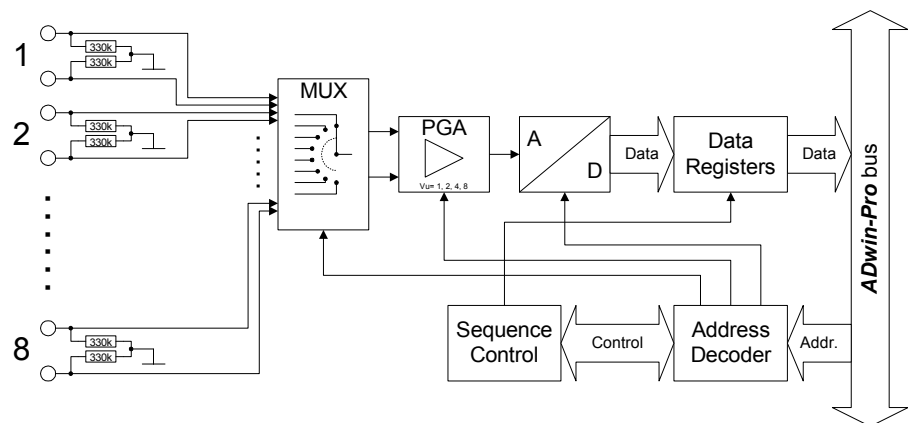 1
330k
330k
2
330k
330k
8
330k
330k
MUX
PGA
Vu= 1, 2, 4, 8
A
D
Data
Data
Registers
Data
Sequence
Control
Control
Address
Decoder
Addr.
ADwin-Pro bus